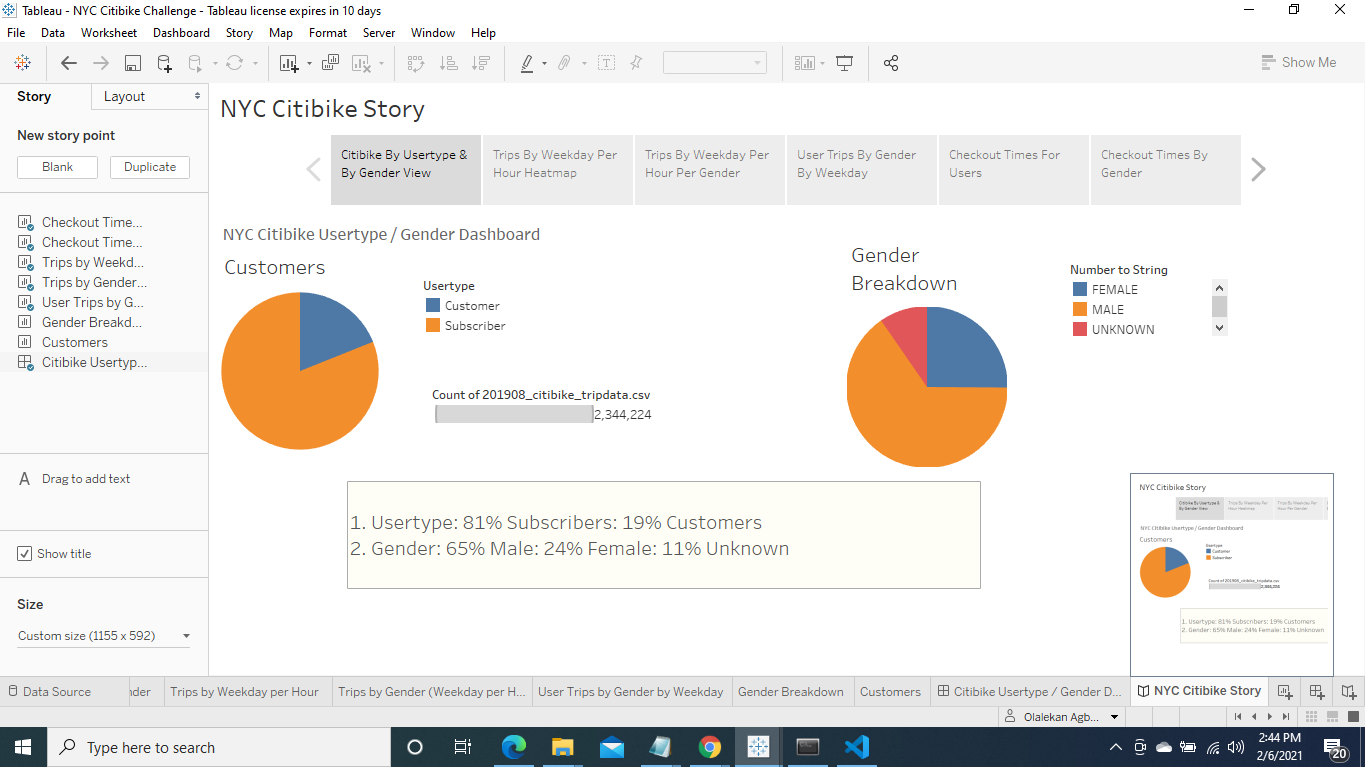 Tableau - NYC Citibike Challenge - Tableau license expires in 10 days
File Data Worksheet Dashboard Story Map Format Server Window Help
Show Me
Story Layout
New story point
Blank Duplicate
Checkout Time...
Checkout Time...
Trips by Weekd...
Trips by Gender...
User Trips by G...
Gender Breakd...
Customers
Citibike Usertyp...
A Drag to add text
Show title
Size
Custom size (1155 x 592)
NYC Citibike Story
Citibike By Usertype &
By Gender View
Trips By Weekday Per
Hour Heatmap
Trips By Weekday Per
Hour Per Gender
User Trips By Gender
By Weekday
Checkout Times For
Users
Checkout Times By
Gender
NYC Citibike Usertype / Gender Dashboard
Customers
Usertype
Customer
Subscriber
Count of 201908_citibike_tripdata.csv
2,344,224
Gender
Breakdown
Number to String
FEMALE
MALE
UNKNOWN
1. Usertype: 81% Subscribers: 19% Customers
2. Gender: 65% Male: 24% Female: 11% Unknown
NYC Citibike Story
Citibike By Usertype &
By Gender View
Trips By Weekday Per
Hour Heatmap
Trips By Weekday Per
Hour Per Gender
NYC Citibike Usertype / Gender Dashboard
Customers
Usertype
Customer
Subscriber
Count of 201908_citibike_tripdata.csv
2,344,224
1. Usertype: 81% Subscribers: 19% Customers
2. Gender: 65% Male: 24% Female: 11% Unknown
Data Source nder Trips by Weekday per Hour Trips by Gender (Weekday per H... User Trips by Gender by Weekday Gender Breakdown Customers Citibike Usertype / Gender D... NYC Citibike Story
Olalekan Agb...
Type here to search
2:44 PM
2/6/2021
20